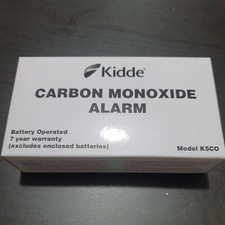 Kidde
CARBON MONOXIDE
ALARM
Battery Operated
7 year warranty
(excludes enclosed batteries)
Model K5CO